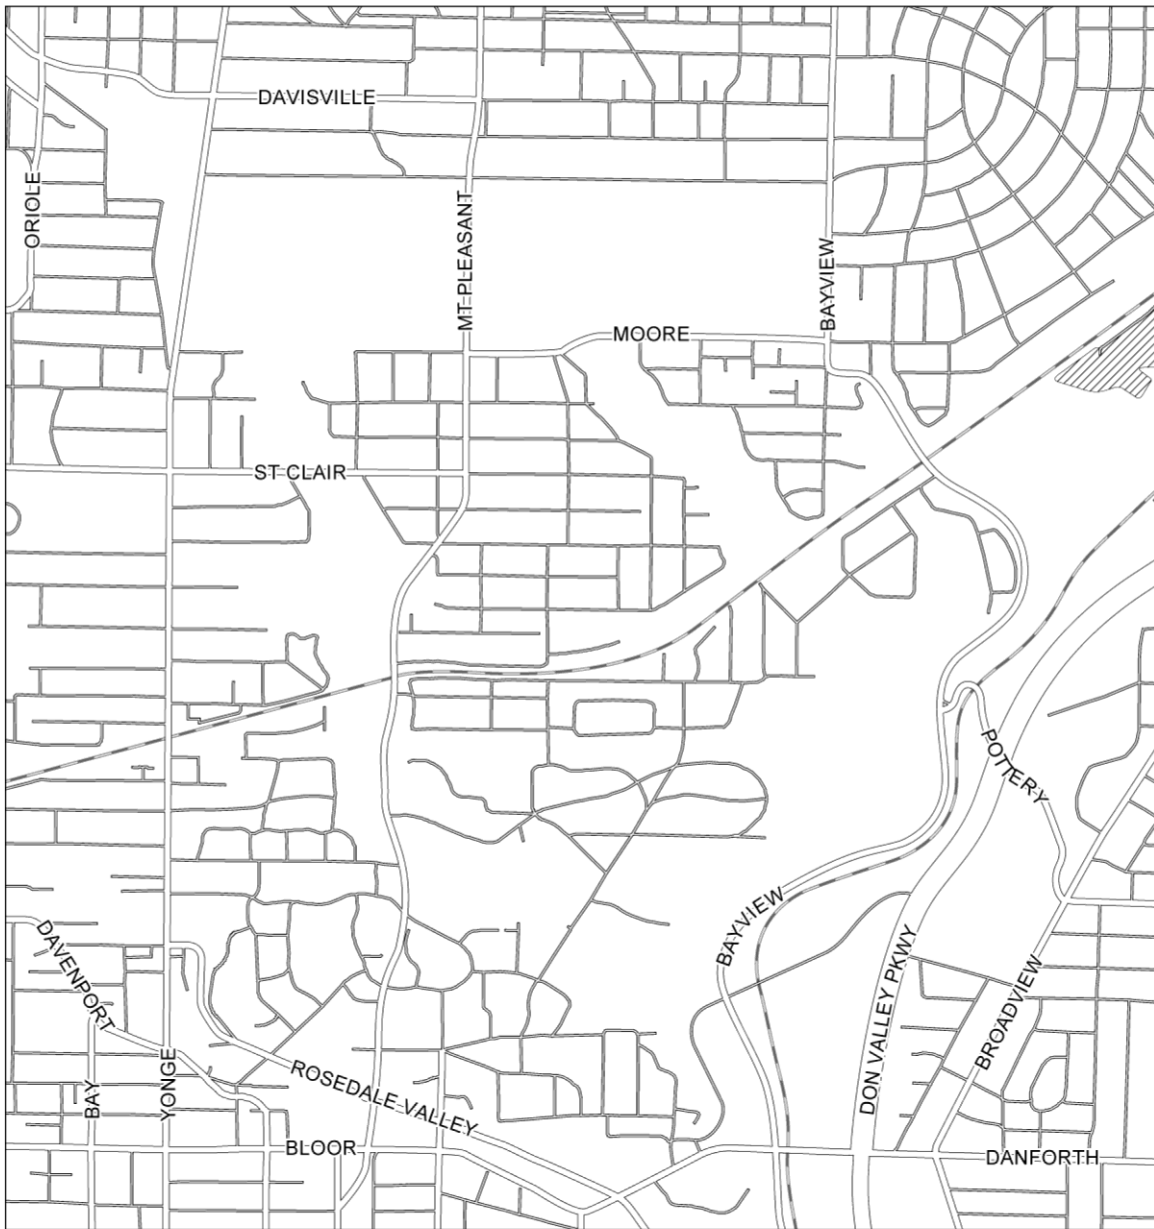 DAVISVILLE
ORIOLE
MT PLEASANT
BAYVIEW
MOORE
ST CLAIR
POTTERY
BAYVIEW
DAVENPORT
DON VALLEY PKWY
BROADVIEW
BAY
YONGE
ROSEDALE VALLEY
BLOOR
DANFORTH